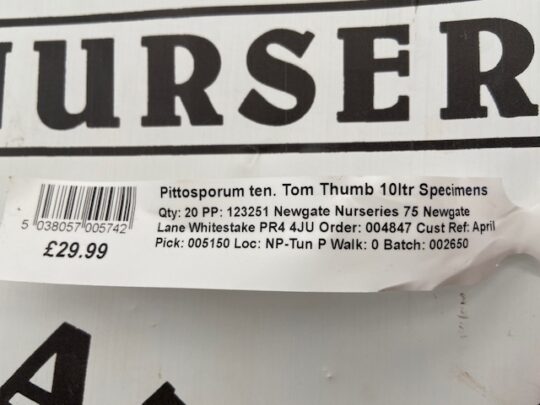 NURSER
Pittosporum ten. Tom Thumb 10ltr Specimens
Qty: 20 PP: 123251 Newgate Nurseries 75 Newgate
Lane Whitestake PR4 4JU Order: 004847 Cust Ref: April
Pick: 005150 Loc: NP-Tun P Walk: 0 Batch: 002650
5 038057 005742
£29.99